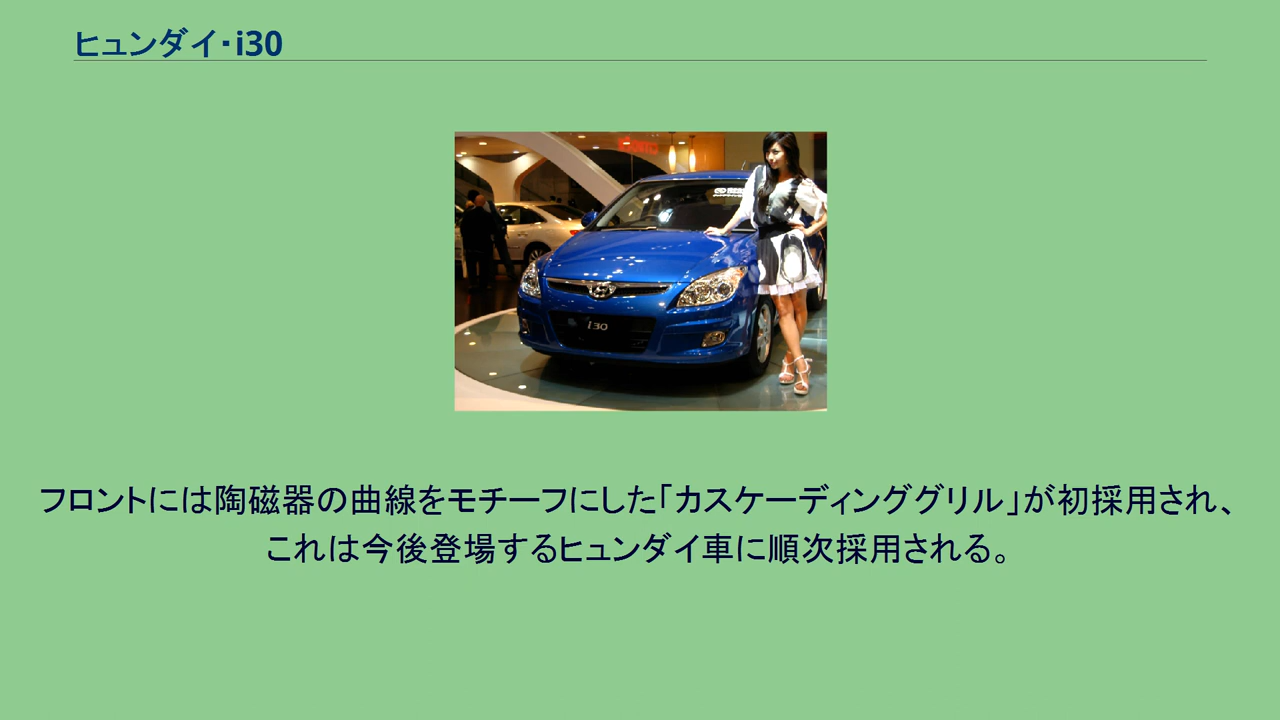 ヒュンダイ・i30
i30
フロントには陶磁器の曲線をモチーフにした「カスケーディンググリル」が初採用され、
これは今後登場するヒュンダイ車に順次採用される。